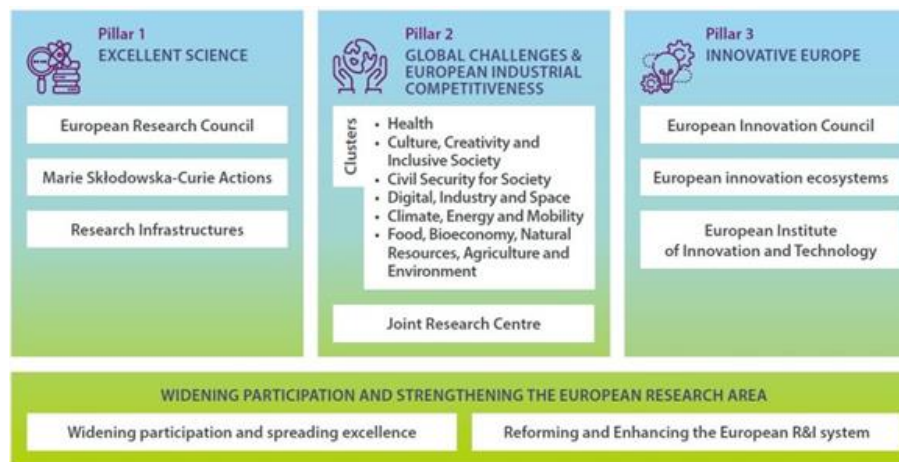 Pillar 1
EXCELLENT SCIENCE
European Research Council
Marie Skłodowska-Curie Actions
Research Infrastructures
Pillar 2
GLOBAL CHALLENGES &
EUROPEAN INDUSTRIAL
COMPETITIVENESS
Clusters
• Health
• Culture, Creativity and
Inclusive Society
• Civil Security for Society
• Digital, Industry and Space
• Climate, Energy and Mobility
• Food, Bioeconomy, Natural
Resources, Agriculture and
Environment
Joint Research Centre
Pillar 3
INNOVATIVE EUROPE
European Innovation Council
European innovation ecosystems
European Institute
of Innovation and Technology
WIDENING PARTICIPATION AND STRENGTHENING THE EUROPEAN RESEARCH AREA
Widening participation and spreading excellence
Reforming and Enhancing the European R&I system